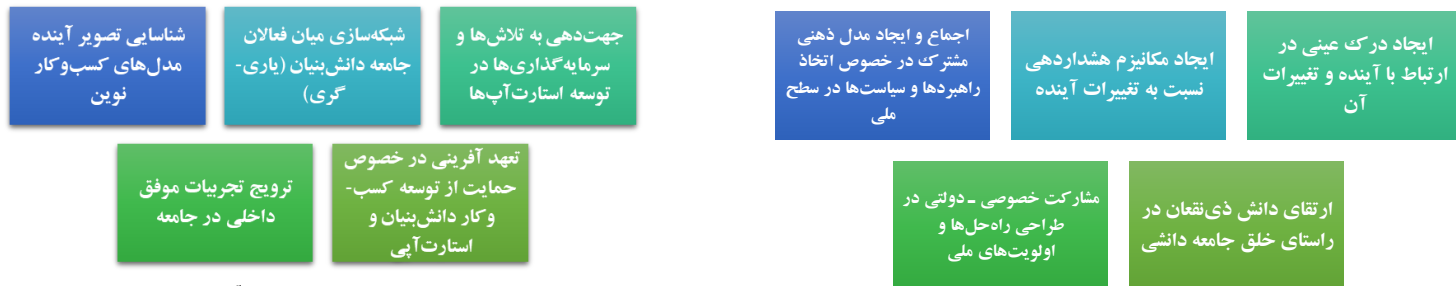 ایجاد درک عینی در
ارتباط با آینده و تغییرات
آن
ایجاد مکانیزم هشداردهی
نسبت به تغییرات آینده
اجماع و ایجاد مدل ذهنی
مشترک در خصوص اتخاذ
راهبردها و سیاست‌ها در سطح
ملی
ارتقای دانش ذی‌نفعان در
راستای خلق جامعه دانشی
مشارکت خصوصی ـ دولتی در
طراحی راه‌حل‌ها و
اولویت‌های ملی
جهت‌دهی به تلاش‌ها و
سرمایه‌گذاری‌ها در
توسعه استارت‌آپ‌ها
شبکه‌سازی میان فعالان
جامعه دانش‌بنیان (یاری-
گری)
شناسایی تصویر آینده
مدل‌های کسب‌وکار
نوین
تعهد آفرینی در خصوص
حمایت از توسعه کسب-
وکار دانش‌بنیان و
استارت‌آپی
ترویج تجربیات موفق
داخلی در جامعه